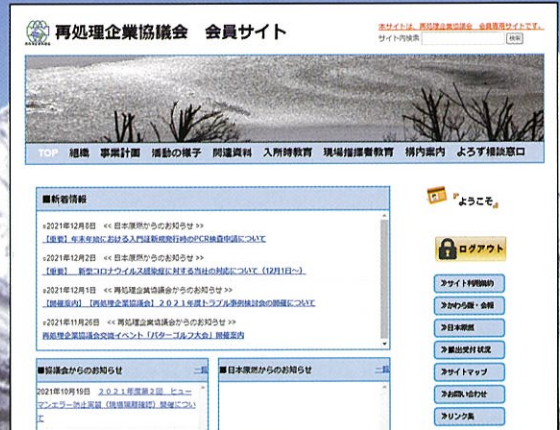 再処理企業協議会 会員サイト
本サイトは、再処理企業協議会 会員専用サイトです。
サイト内検索
検索
TOP 組織 事業計画 活動の様子 関連資料 入所時教育 現場指揮者教育 構内案内 よろず相談窓口
■新着情報
2021年12月8日 << 日本原燃からのお知らせ >>
【重要】年末年始における入門証新規発行時のPCR検査申請について
2021年12月2日 << 日本原燃からのお知らせ >>
【重要】 新型コロナウイルス感染症に対する当社の対応について（12月1日～）
2021年12月1日 << 再処理企業協議会からのお知らせ >>
【開催案内】【再処理企業協議会】２０２１年度トラブル事例検討会の開催について
2021年11月26日 << 再処理企業協議会からのお知らせ >>
再処理企業協議会交流イベント「パターゴルフ大会」開催案内
『ようこそ』
ログアウト
≫サイト利用規約
≫かわら版・会報
≫日本原燃
≫搬出受付状況
≫サイトマップ
≫お問い合わせ
≫リンク集
■協議会からのお知らせ 一覧
2021年10月19日 ２０２１年度第２回 ヒュー
マンエラー防止実習（現場確認）開催につい
て
■日本原燃からのお知らせ 一覧